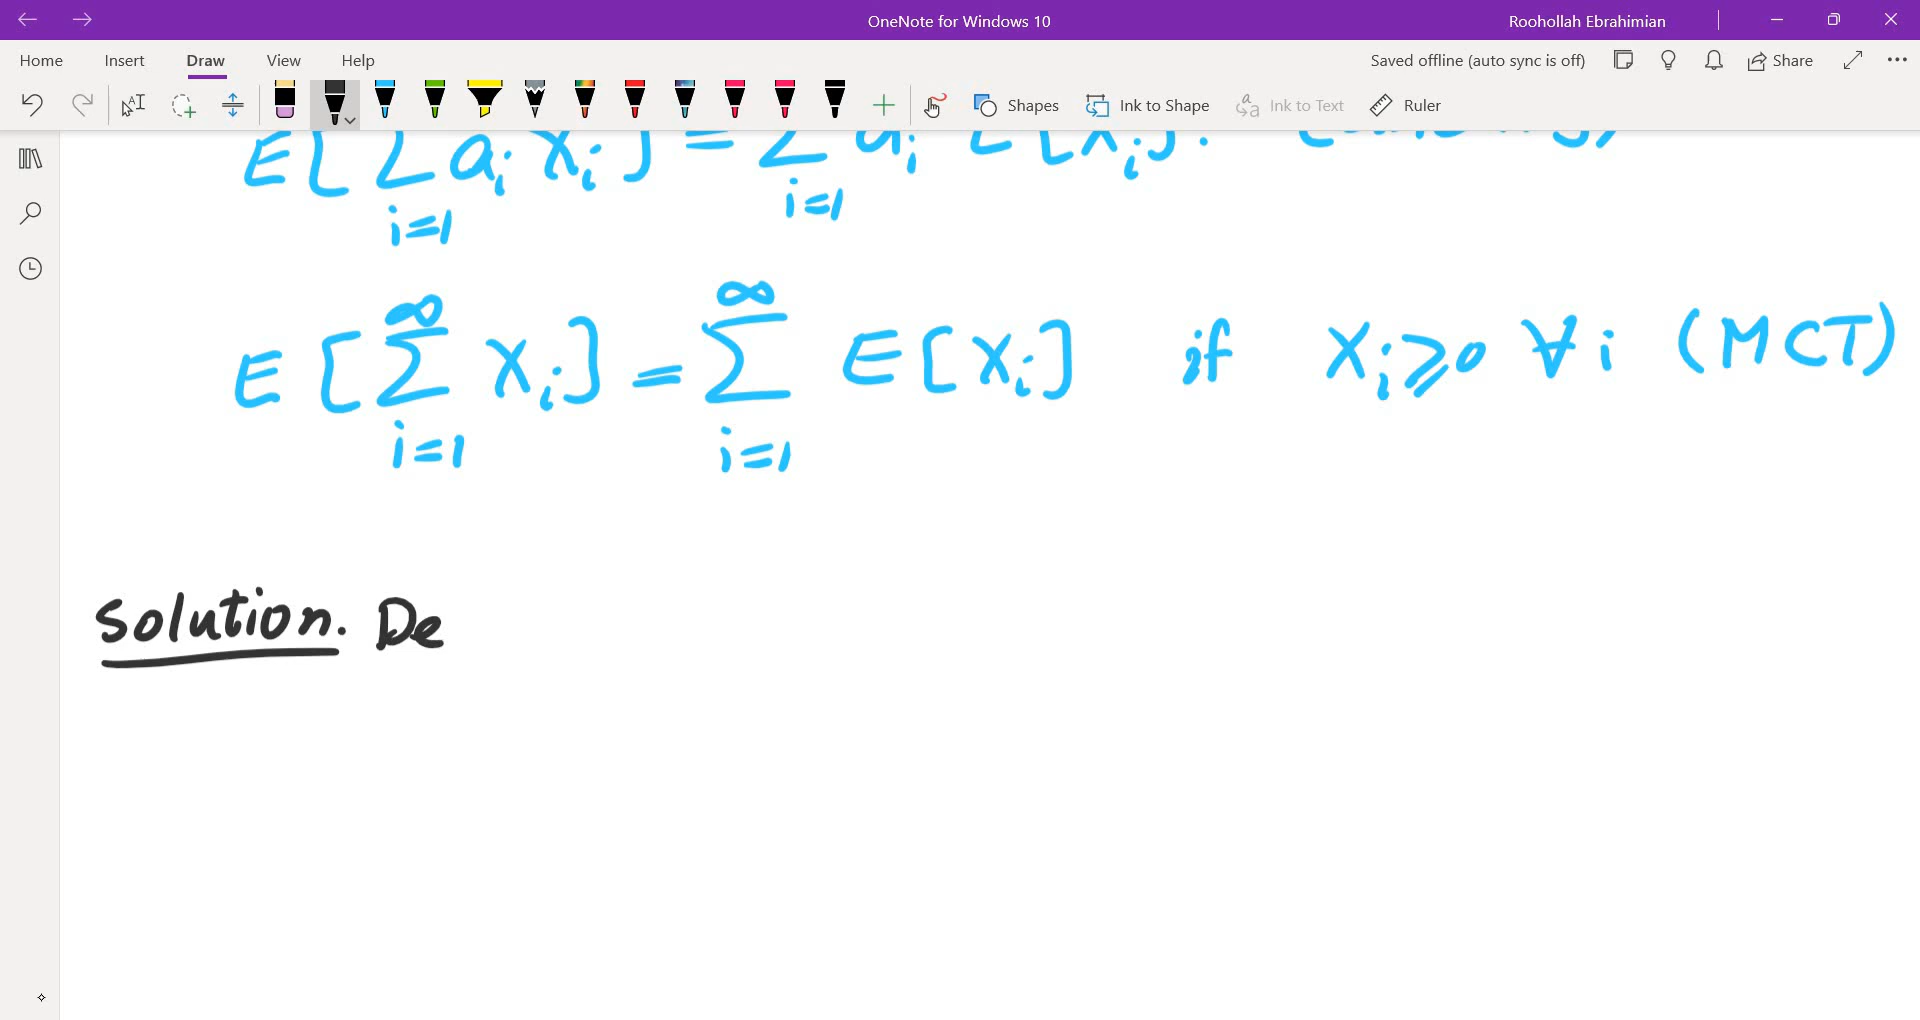 OneNote for Windows 10 Roohollah Ebrahimian
Home Insert Draw View Help Saved offline (auto sync is off) Share
Shapes Ink to Shape Ink to Text Ruler
E[∑ aᵢ Xᵢ] = ∑ aᵢ E[Xᵢ].
i=1 i=1
∞ ∞
E[∑ Xᵢ] = ∑ E[Xᵢ] if Xᵢ ≥ 0 ∀ i (MCT)
i=1 i=1
Solution. De